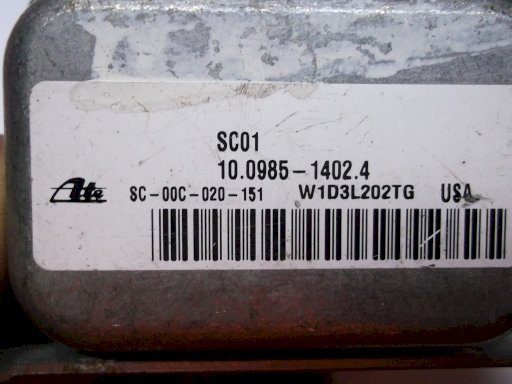 SC01
10.0985-1402.4
Ate SC-00C-020-151 W1D3L202TG USA